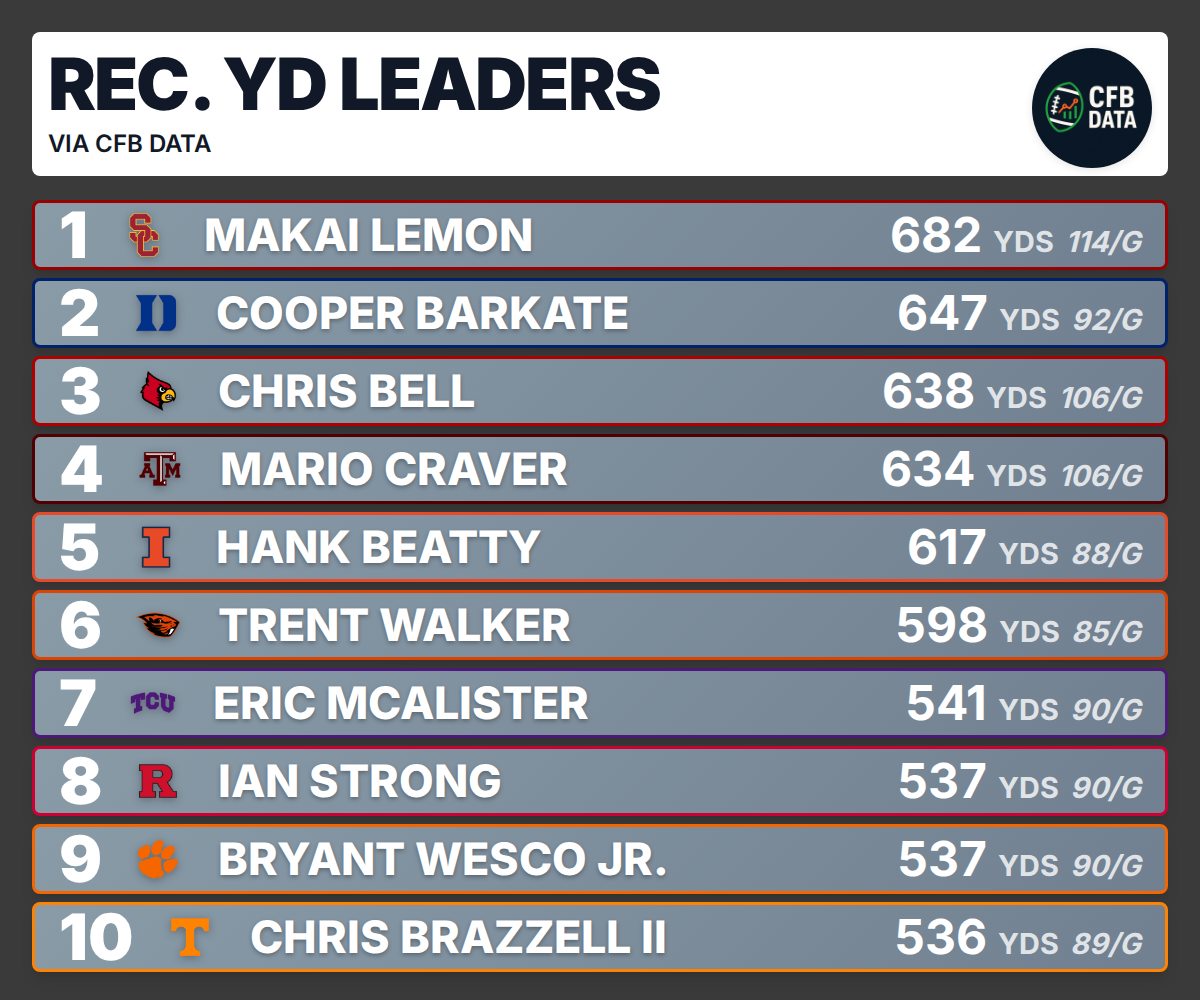 REC. YD LEADERS
VIA CFB DATA
CFB
DATA
1 SC MAKAI LEMON 682 YDS 114/G
2 D COOPER BARKATE 647 YDS 92/G
3 CHRIS BELL 638 YDS 106/G
4 ATM MARIO CRAVER 634 YDS 106/G
5 I HANK BEATTY 617 YDS 88/G
6 TRENT WALKER 598 YDS 85/G
7 TCU ERIC MCALISTER 541 YDS 90/G
8 R IAN STRONG 537 YDS 90/G
9 BRYANT WESCO JR. 537 YDS 90/G
10 T CHRIS BRAZZELL II 536 YDS 89/G